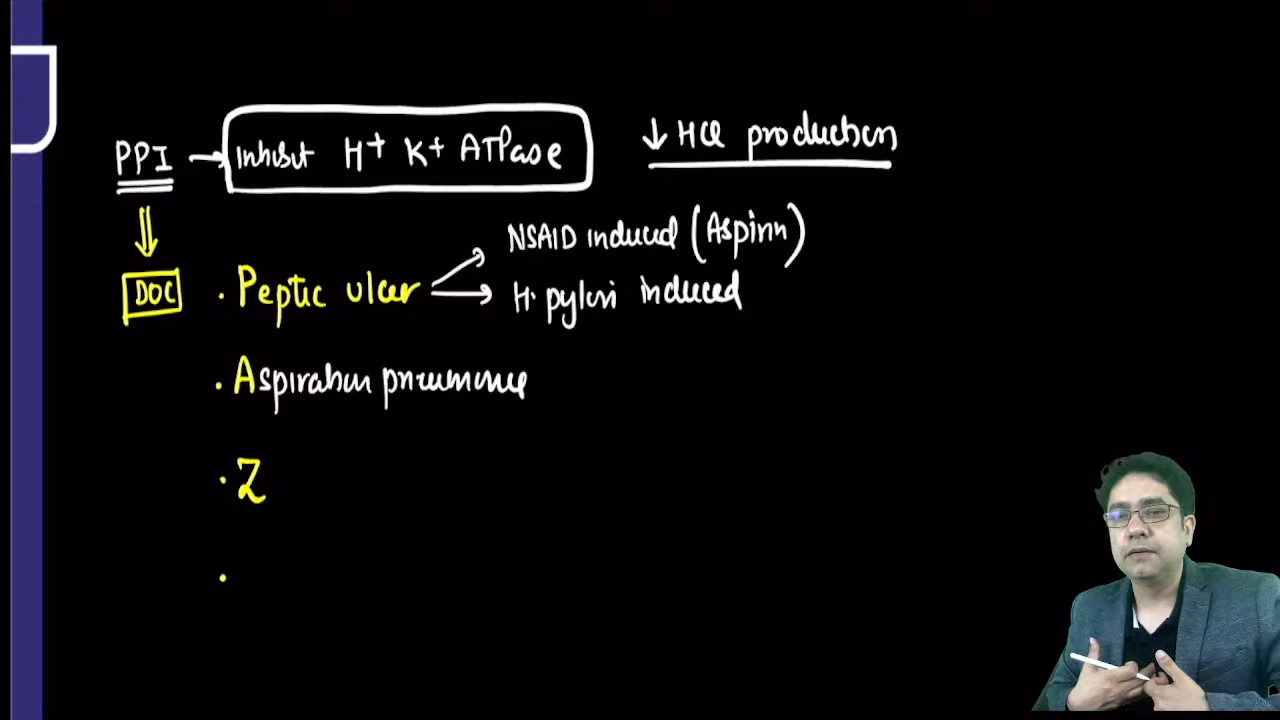 PPI → Inhibit H+ K+ ATPase ↓ HCl production
NSAID induced (Aspirin)
DOC · Peptic ulcer
H. pylori induced
· Aspiration pneumonia
· Z